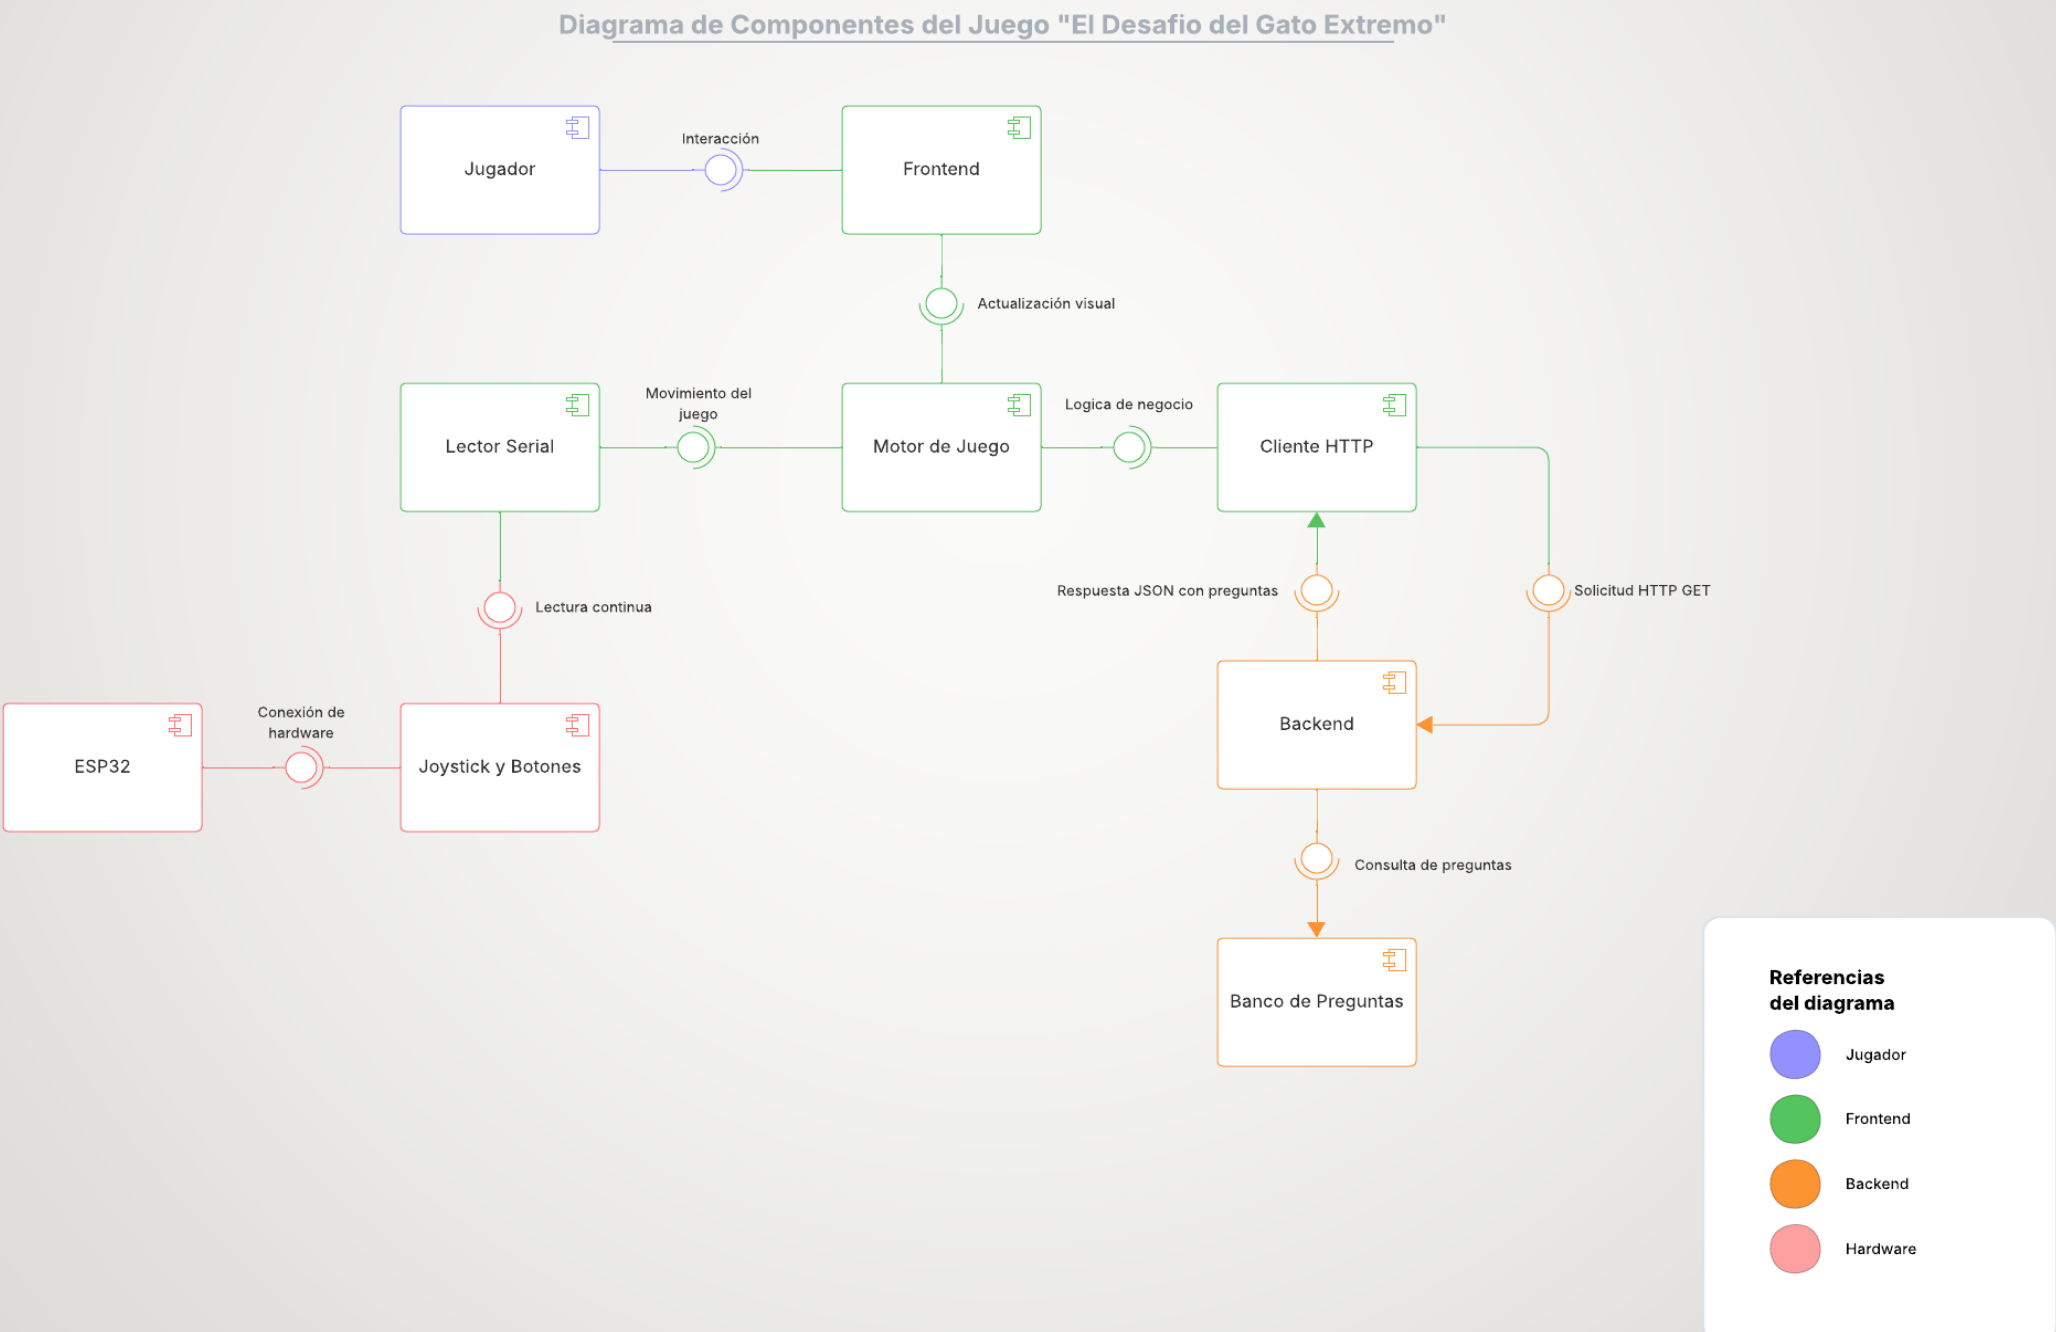 Diagrama de Componentes del Juego "El Desafio del Gato Extremo"
Jugador
Interacción
Frontend
Actualización visual
Lector Serial
Movimiento del
juego
Motor de Juego
Logica de negocio
Cliente HTTP
Lectura continua
Respuesta JSON con preguntas
Solicitud HTTP GET
ESP32
Conexión de
hardware
Joystick y Botones
Backend
Consulta de preguntas
Banco de Preguntas
Referencias
del diagrama
Jugador
Frontend
Backend
Hardware